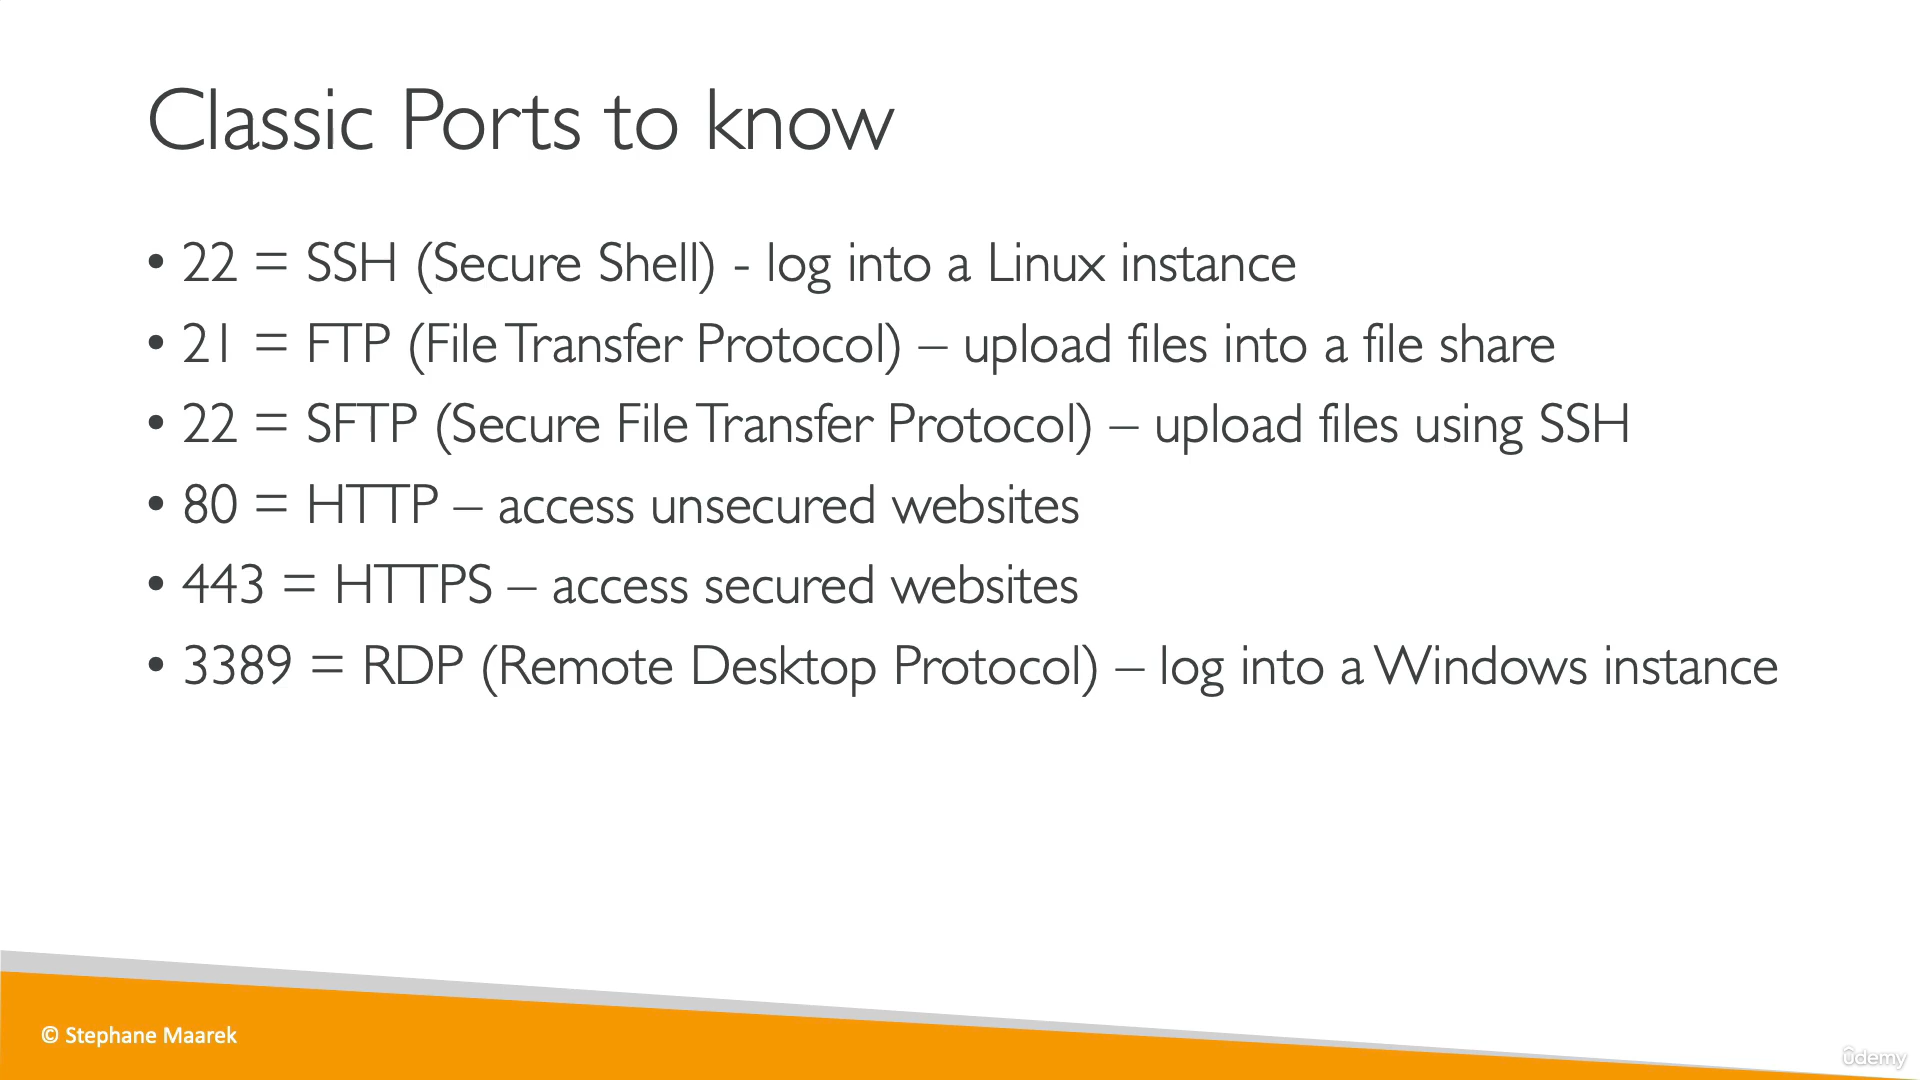 Classic Ports to know
• 22 = SSH (Secure Shell) - log into a Linux instance
• 21 = FTP (File Transfer Protocol) – upload files into a file share
• 22 = SFTP (Secure File Transfer Protocol) – upload files using SSH
• 80 = HTTP – access unsecured websites
• 443 = HTTPS – access secured websites
• 3389 = RDP (Remote Desktop Protocol) – log into a Windows instance
© Stephane Maarek
ûdemy